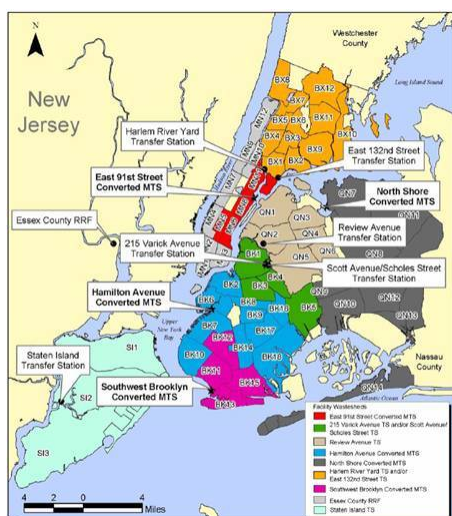 Westchester
County
Long Island Sound
New
Jersey
BX8
BX12
BX7
BX5
BX6
BX11
BX4
BX3
BX10
BX9
BX1
BX2
MN12
MN9
MN10
MN7
Harlem River Yard
Transfer Station
East 132nd Street
Transfer Station
East 91st Street
Converted MTS
North Shore
Converted MTS
QN7
QN11
QN1
QN3
MN4
Essex County RRF
Review Avenue
Transfer Station
215 Varick Avenue
Transfer Station
QN2
QN4
QN5
QN6
QN8
BK1
Scott Avenue/Scholes Street
Transfer Station
BK4
BK3
QN9
QN10
QN12
Hamilton Avenue
Converted MTS
BK2
BK6
BK8
BK9
BK16
BK5
QN13
Upper
New York
Bay
BK7
BK12
BK17
BK14
BK10
BK18
BK11
BK15
BK13
Nassau
County
QN14
Atlantic Ocean
Staten Island
Transfer Station
SI1
SI2
SI3
Southwest Brooklyn
Converted MTS
Facility Wastesheds
East 91st Street Converted MTS
215 Varick Avenue TS and/or Scott Avenue/
Scholes Street TS
Review Avenue TS
Hamilton Avenue Converted MTS
North Shore Converted MTS
Harlem River Yard TS and/or
East 132nd Street TS
Southwest Brooklyn Converted MTS
Essex County RRF
Staten Island TS
4 2 0 4
Miles